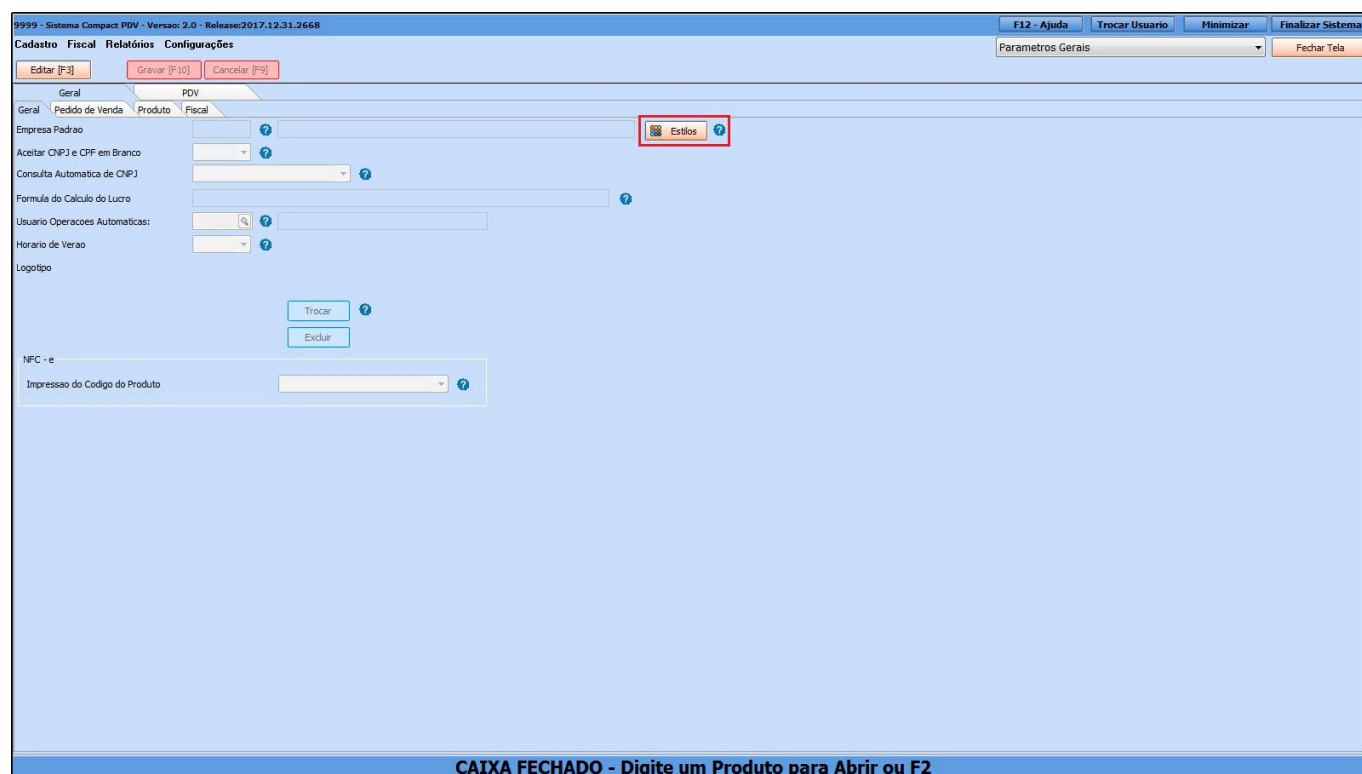 9999 - Sistema Compact PDV - Versao: 2.0 - Release:2017.12.31.2668 F12 - Ajuda Trocar Usuario Minimizar Finalizar Sistema
Cadastro Fiscal Relatórios Configurações Parametros Gerais Fechar Tela
Editar [F3] Gravar [F10] Cancelar [F9]
Geral PDV
Geral Pedido de Venda Produto Fiscal
Empresa Padrao Estilos
Aceitar CNPJ e CPF em Branco
Consulta Automatica de CNPJ
Formula do Calculo do Lucro
Usuario Operacoes Automaticas:
Horario de Verao
Logotipo
Trocar
Excluir
NFC - e
Impressao do Codigo do Produto
CAIXA FECHADO - Digite um Produto para Abrir ou F2